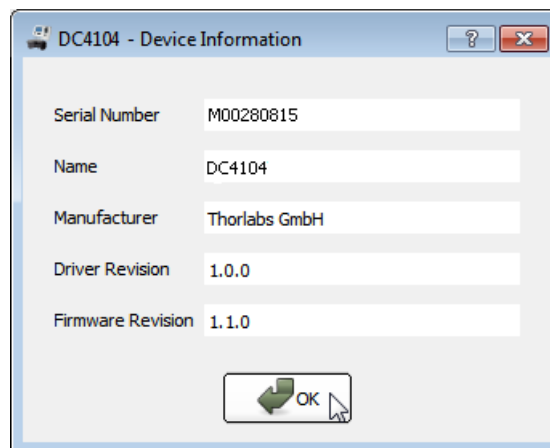 DC4104 - Device Information
Serial Number M00280815
Name DC4104
Manufacturer Thorlabs GmbH
Driver Revision 1.0.0
Firmware Revision 1.1.0
OK